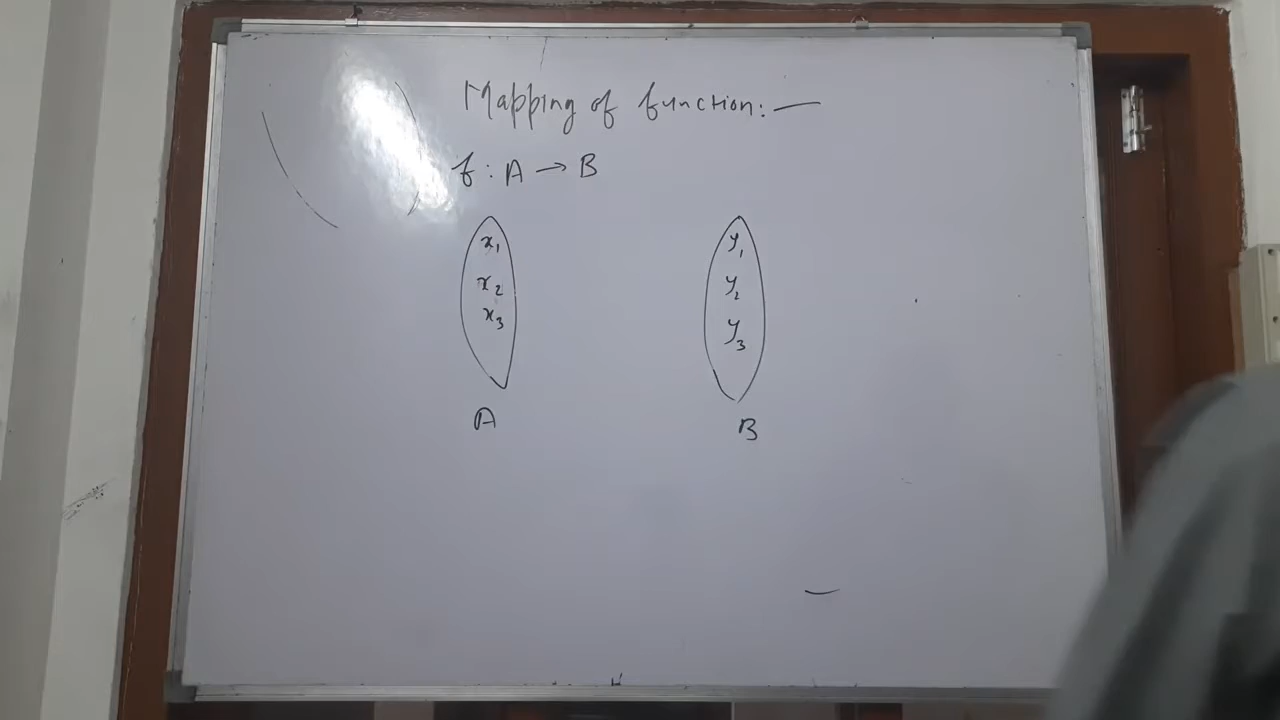 Mapping of function:—
f : A → B
x₁ y₁
x₂ y₂
x₃ y₃
A B